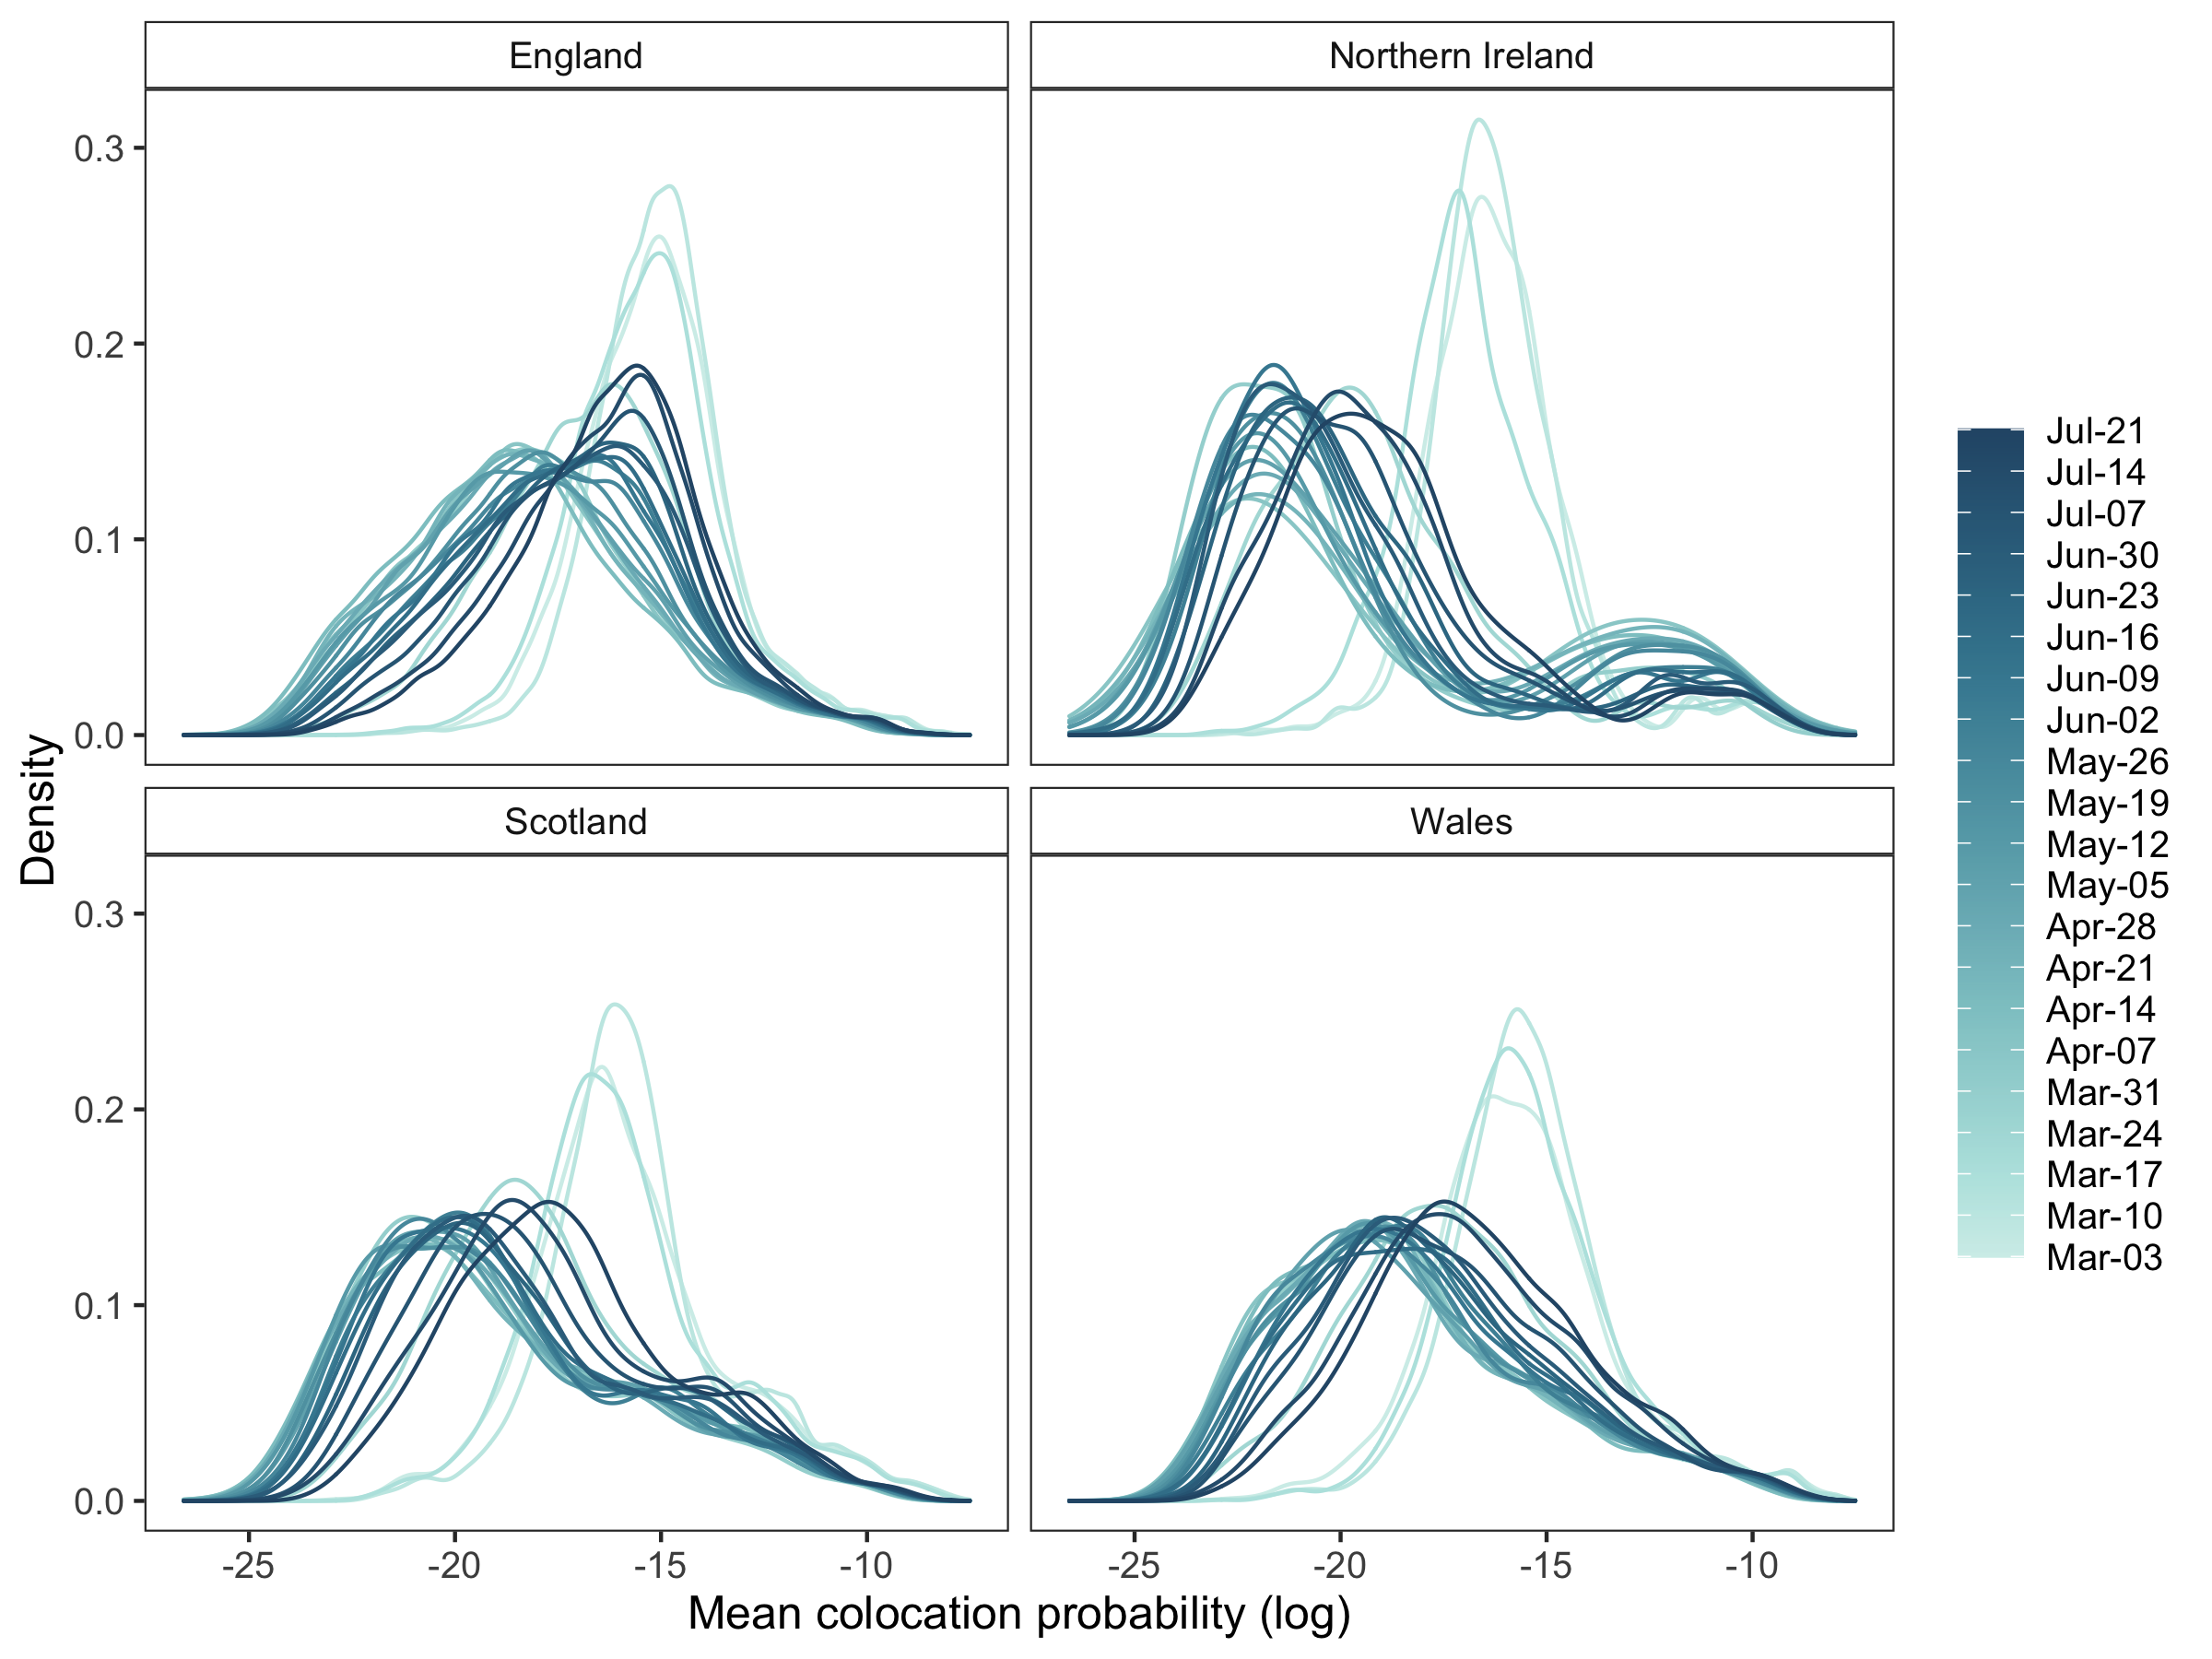 England
Northern Ireland
0.3
0.2
0.1
0.0
Scotland
Wales
0.3
0.2
0.1
0.0
-25
-20
-15
-10
-25
-20
-15
-10
Mean colocation probability (log)
Density
Jul-21
Jul-14
Jul-07
Jun-30
Jun-23
Jun-16
Jun-09
Jun-02
May-26
May-19
May-12
May-05
Apr-28
Apr-21
Apr-14
Apr-07
Mar-31
Mar-24
Mar-17
Mar-10
Mar-03